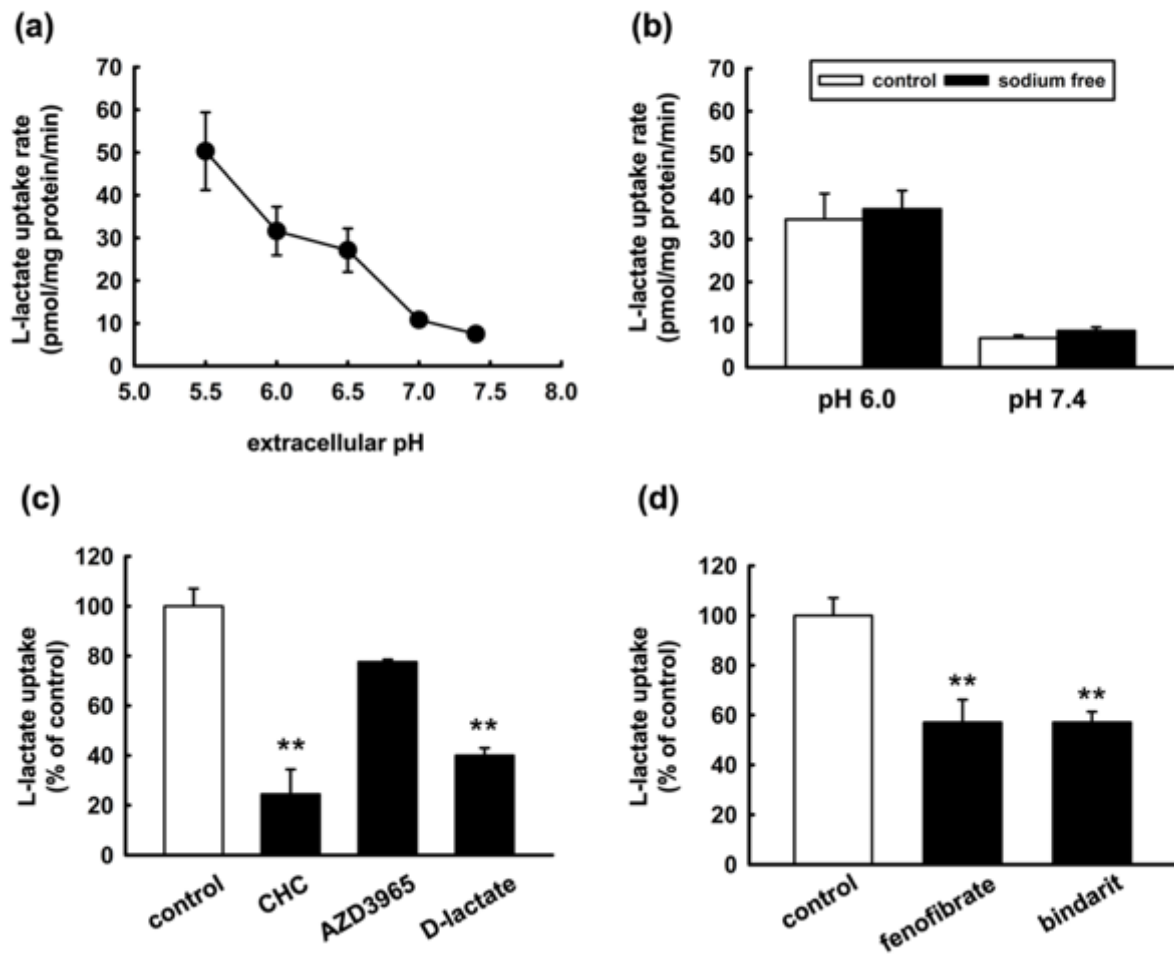 (a)
L-lactate uptake rate
(pmol/mg protein/min)
70
60
50
40
30
20
10
0
5.0 5.5 6.0 6.5 7.0 7.5 8.0
extracellular pH
(b)
L-lactate uptake rate
(pmol/mg protein/min)
70
60
50
40
30
20
10
0
control sodium free
pH 6.0 pH 7.4
(c)
L-lactate uptake
(% of control)
120
100
80
60
40
20
0
** **
control CHC AZD3965 D-lactate
(d)
L-lactate uptake
(% of control)
120
100
80
60
40
20
0
** **
control fenofibrate bindarit